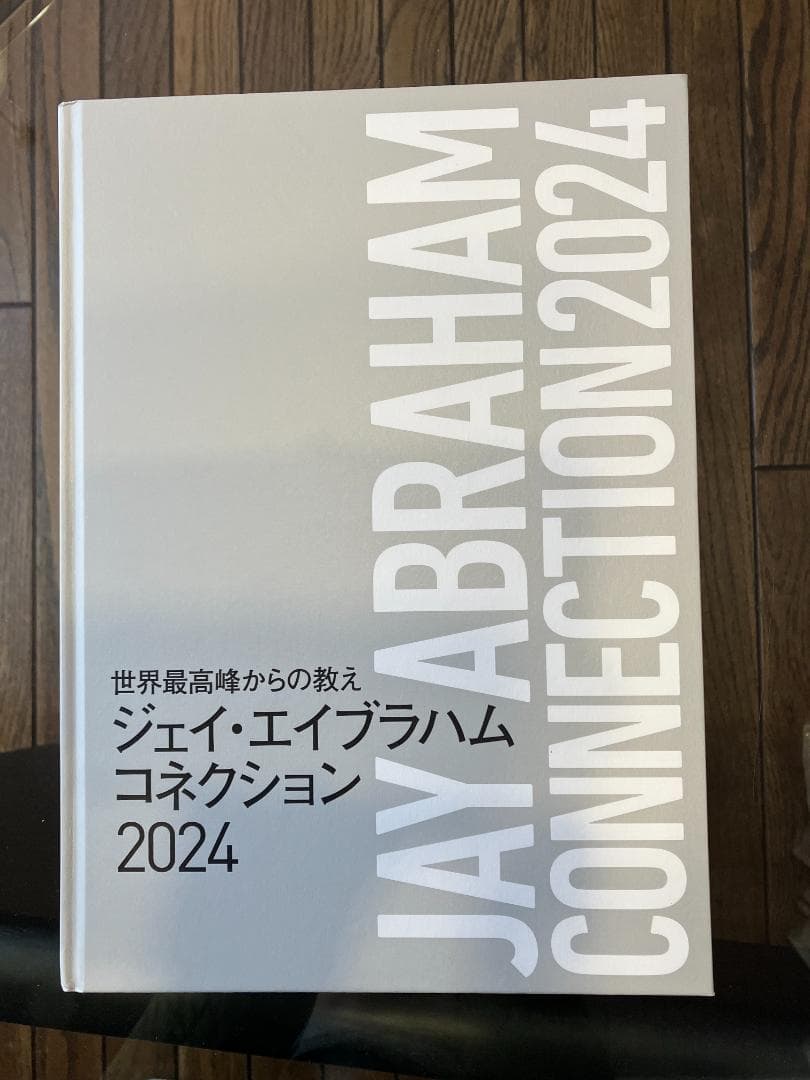 JAY ABRAHAM
CONNECTION 2024
世界最高峰からの教え
ジェイ・エイブラハム
コネクション
2024